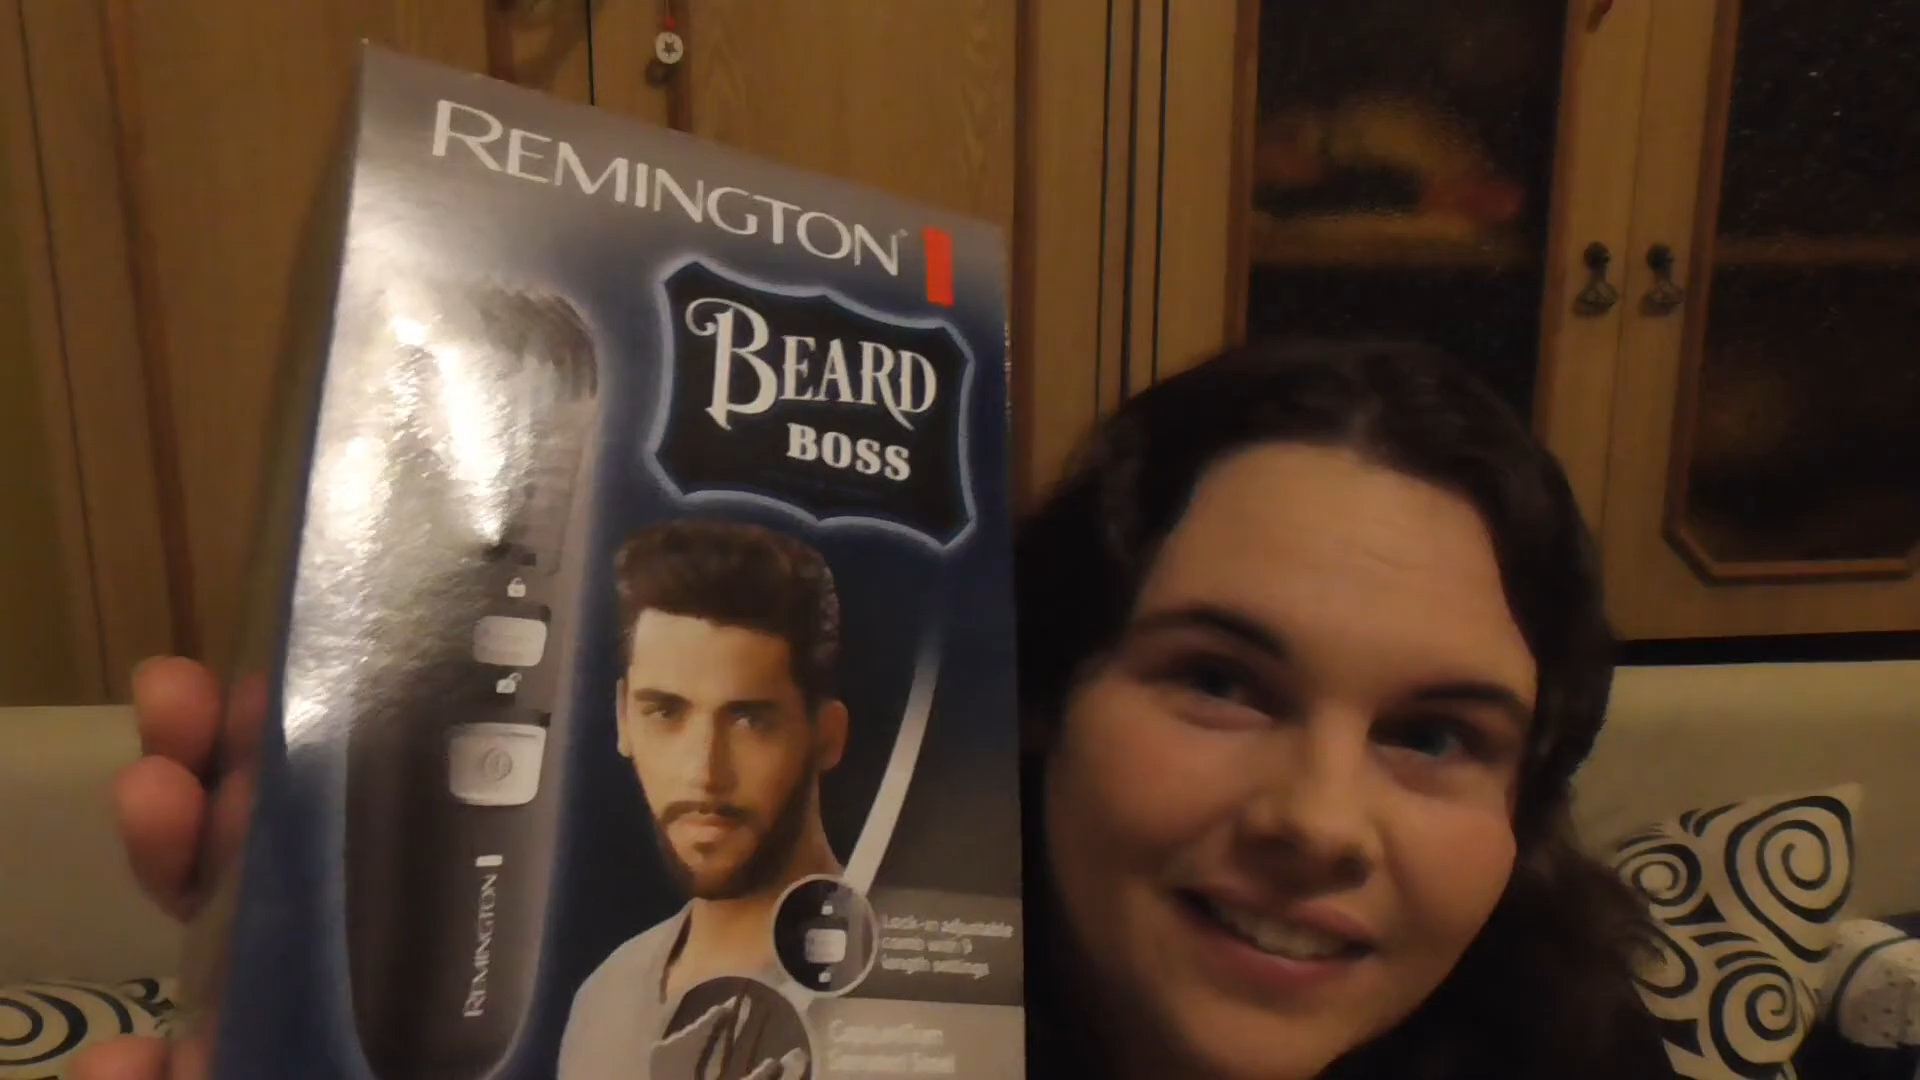 REMINGTON
BEARD
BOSS
REMINGTON
Lock-in adjustable
comb with 9
length settings